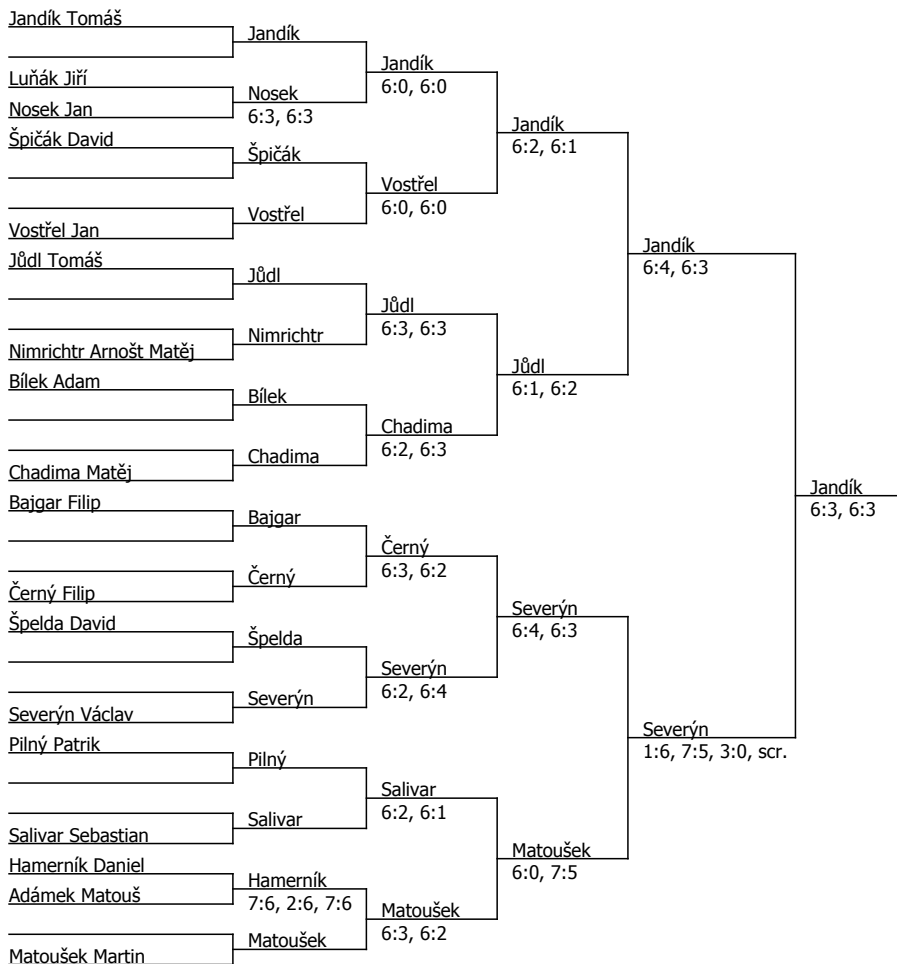 Jandík Tomáš
Luňák Jiří
Nosek Jan
Špičák David
Vostřel Jan
Jůdl Tomáš
Nimrichtr Arnošt Matěj
Bílek Adam
Chadima Matěj
Bajgar Filip
Černý Filip
Špelda David
Severýn Václav
Pilný Patrik
Salivar Sebastian
Hamerník Daniel
Adámek Matouš
Matoušek Martin
Jandík
Nosek
6:3, 6:3
Špičák
Vostřel
Jůdl
Nimrichtr
Bílek
Chadima
Bajgar
Černý
Špelda
Severýn
Pilný
Salivar
Hamerník
7:6, 2:6, 7:6
Matoušek
Jandík
6:0, 6:0
Vostřel
6:0, 6:0
Jůdl
6:3, 6:3
Chadima
6:2, 6:3
Černý
6:3, 6:2
Severýn
6:2, 6:4
Salivar
6:2, 6:1
Matoušek
6:3, 6:2
Jandík
6:2, 6:1
Jůdl
6:1, 6:2
Severýn
6:4, 6:3
Matoušek
6:0, 7:5
Jandík
6:4, 6:3
Severýn
1:6, 7:5, 3:0, scr.
Jandík
6:3, 6:3